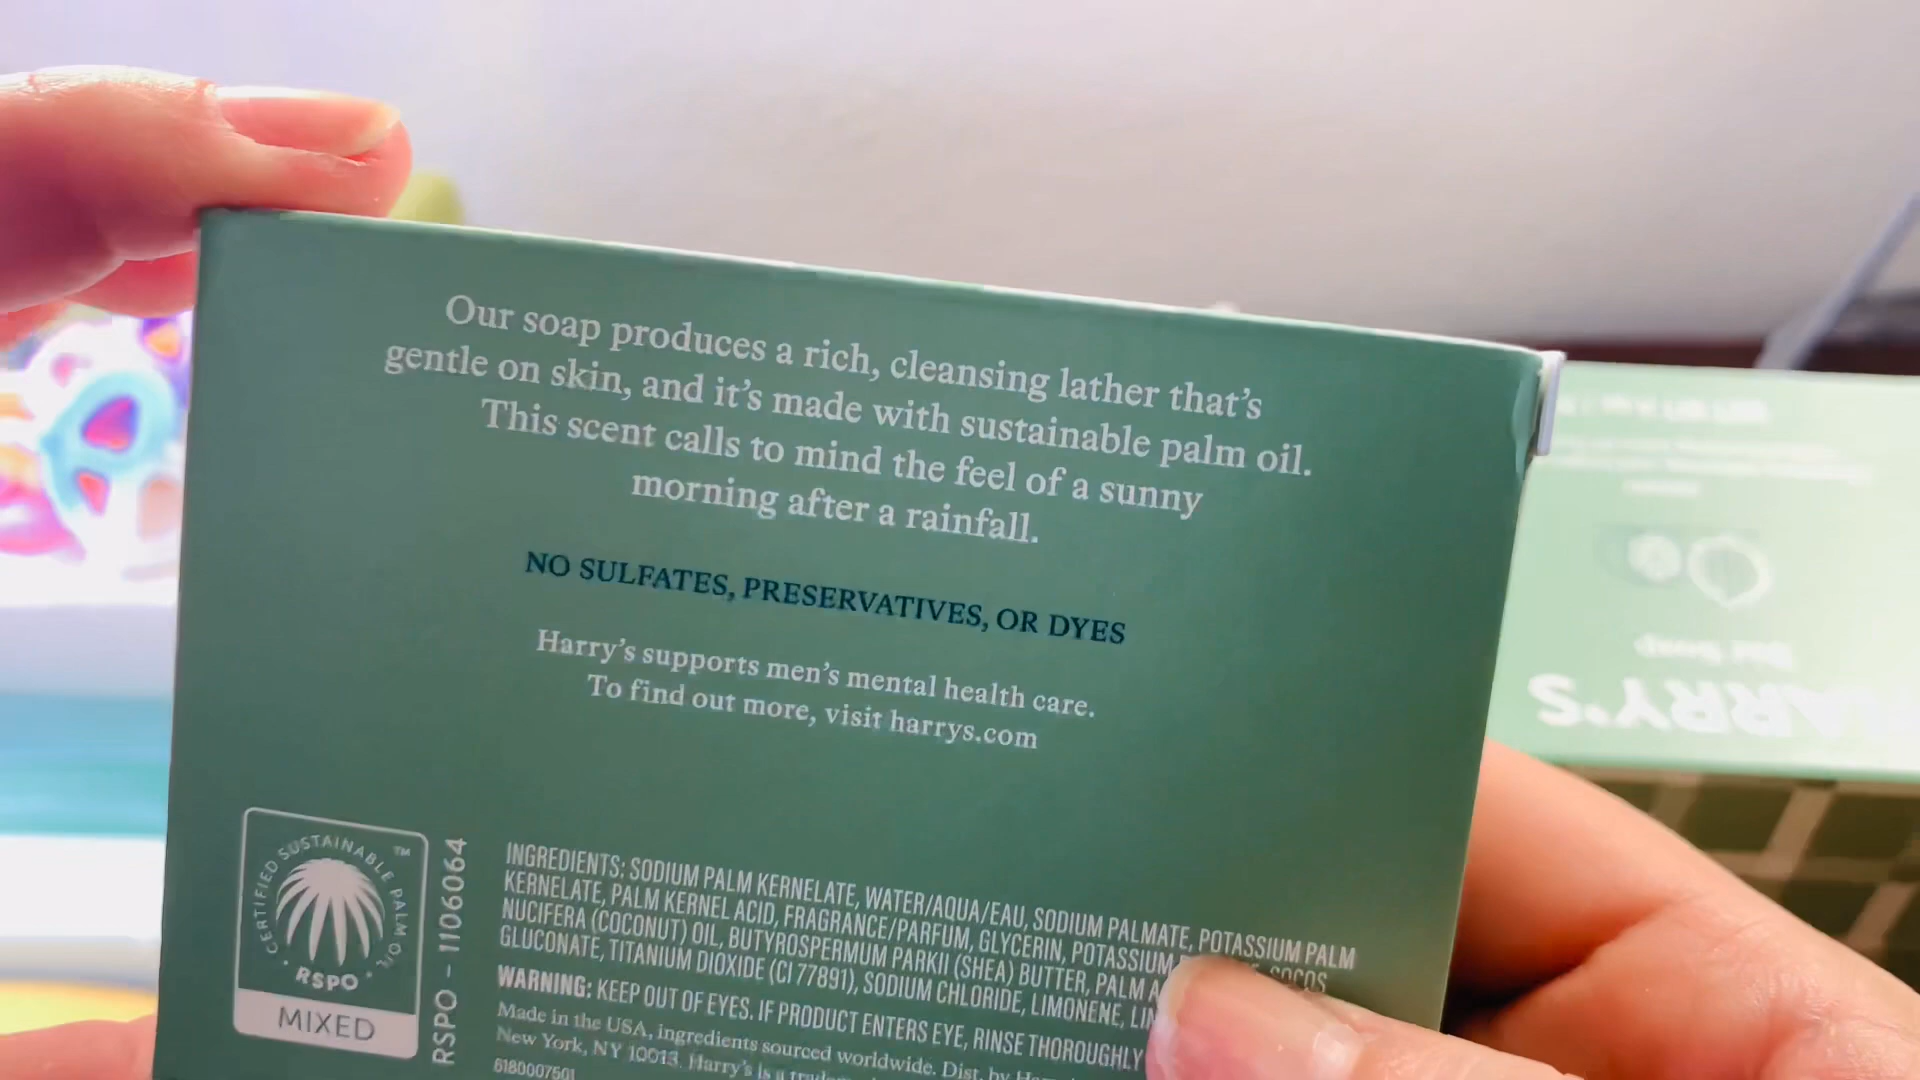 Our soap produces a rich, cleansing lather that's
gentle on skin, and it's made with sustainable palm oil.
This scent calls to mind the feel of a sunny
morning after a rainfall.
NO SULFATES, PRESERVATIVES, OR DYES
Harry's supports men's mental health care.
To find out more, visit harrys.com
CERTIFIED SUSTAINABLE PALM OIL ™
RSPO
MIXED
RSPO - 1106064
INGREDIENTS: SODIUM PALM KERNELATE, WATER/AQUA/EAU, SODIUM PALMATE, POTASSIUM PALM
KERNELATE, PALM KERNEL ACID, FRAGRANCE/PARFUM, GLYCERIN, POTASSIUM COCOS
NUCIFERA (COCONUT) OIL, BUTYROSPERMUM PARKII (SHEA) BUTTER, PALM
GLUCONATE, TITANIUM DIOXIDE (CI 77891), SODIUM CHLORIDE, LIMONENE,
WARNING: KEEP OUT OF EYES. IF PRODUCT ENTERS EYE, RINSE THOROUGHLY
Made in the USA, ingredients sourced worldwide. Dist. by
New York, NY 10013. Harry's is a
6180007501
HARRY'S